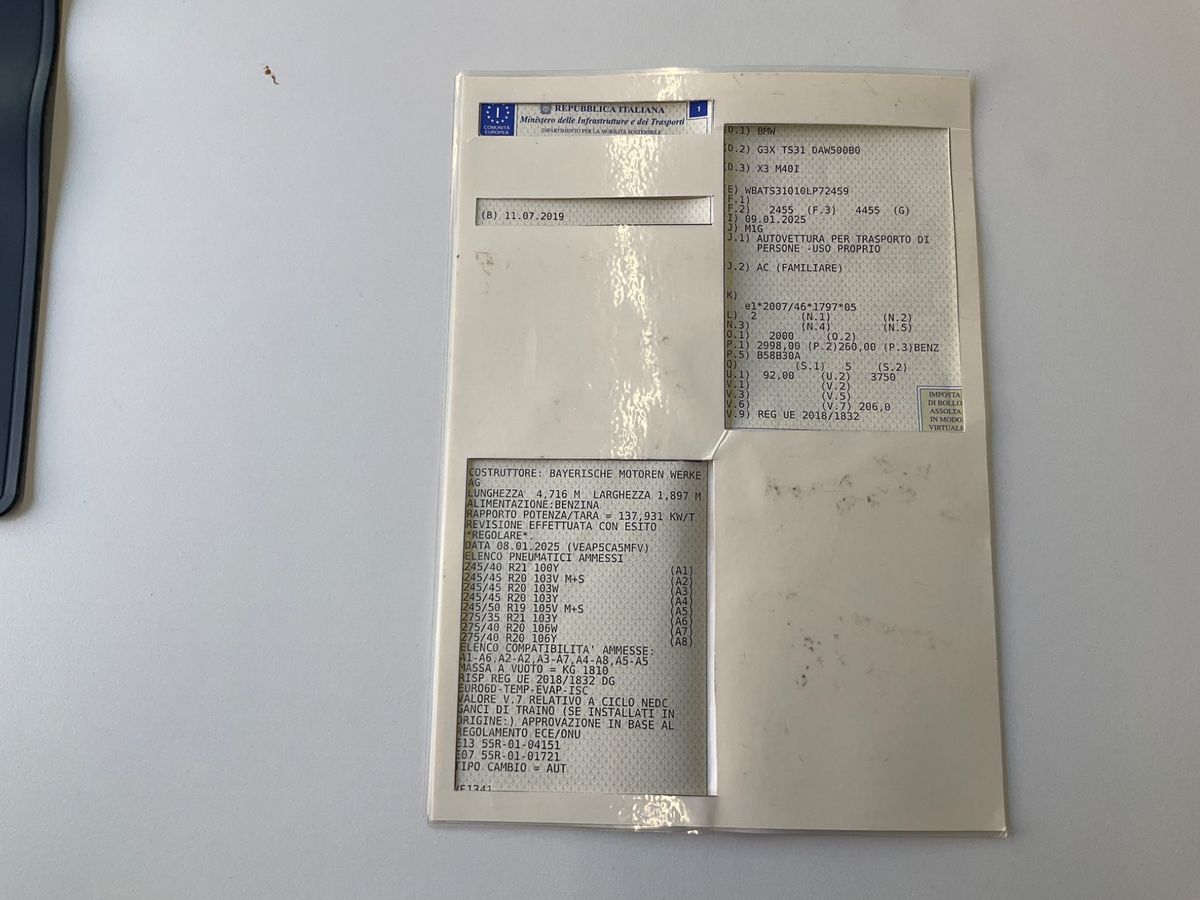 COMUNITÀ
EUROPEA
I
REPUBBLICA ITALIANA
Ministero delle Infrastrutture e dei Trasporti
DIPARTIMENTO PER LA MOBILITÀ SOSTENIBILE
1
(B) 11.07.2019
(D.1) BMW
(D.2) G3X TS31 DAW500B0
(D.3) X3 M40I
E) WBATS31010LP72459
F.1)
F.2) 2455 (F.3) 4455 (G)
I) 09.01.2025
J) M1G
J.1) AUTOVETTURA PER TRASPORTO DI
PERSONE -USO PROPRIO
J.2) AC (FAMILIARE)
K)
e1*2007/46*1797*05
L) 2 (N.1) (N.2)
N.3) (N.4) (N.5)
O.1) 2000 (O.2)
P.1) 2998,00 (P.2)260,00 (P.3)BENZ
P.5) B58B30A
Q) (S.1) 5 (S.2)
U.1) 92,00 (U.2) 3750
V.1) (V.2)
V.3) (V.5)
V.6) (V.7) 206,0
V.9) REG UE 2018/1832
IMPOSTA
DI BOLLO
ASSOLTA
IN MODO
VIRTUALE
COSTRUTTORE: BAYERISCHE MOTOREN WERKE
AG
LUNGHEZZA 4,716 M LARGHEZZA 1,897 M
ALIMENTAZIONE:BENZINA
RAPPORTO POTENZA/TARA = 137,931 KW/T
REVISIONE EFFETTUATA CON ESITO
*REGOLARE*.
DATA 08.01.2025 (VEAP5CA5MFV)
ELENCO PNEUMATICI AMMESSI
245/40 R21 100Y (A1)
245/45 R20 103V M+S (A2)
245/45 R20 103W (A3)
245/45 R20 103Y (A4)
245/50 R19 105V M+S (A5)
275/35 R21 103Y (A6)
275/40 R20 106W (A7)
275/40 R20 106Y (A8)
ELENCO COMPATIBILITA' AMMESSE:
A1-A6,A2-A2,A3-A7,A4-A8,A5-A5
MASSA A VUOTO = KG 1810
RISP REG UE 2018/1832 DG
EURO6D-TEMP-EVAP-ISC
VALORE V.7 RELATIVO A CICLO NEDC
GANCI DI TRAINO (SE INSTALLATI IN
ORIGINE:) APPROVAZIONE IN BASE AL
REGOLAMENTO ECE/ONU
E13 55R-01-04151
E07 55R-01-01721
TIPO CAMBIO = AUT